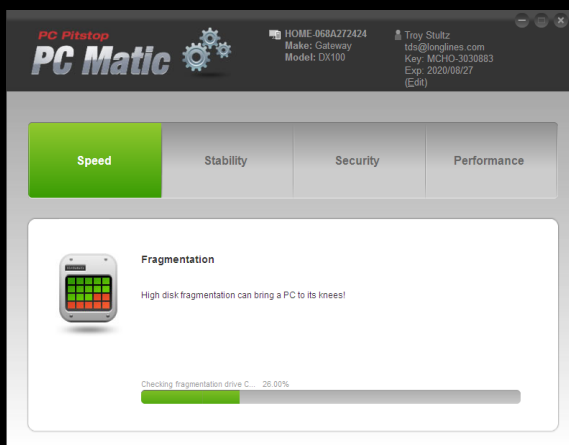 PC Pitstop
PC Matic
HOME-068A272424
Make: Gateway
Model: DX100
Troy Stultz
tds@longlines.com
Key: MCHO-3030883
Exp: 2020/08/27
(Edit)
Speed
Stability
Security
Performance
Fragmentation
High disk fragmentation can bring a PC to its knees!
Checking fragmentation drive C... 26.00%